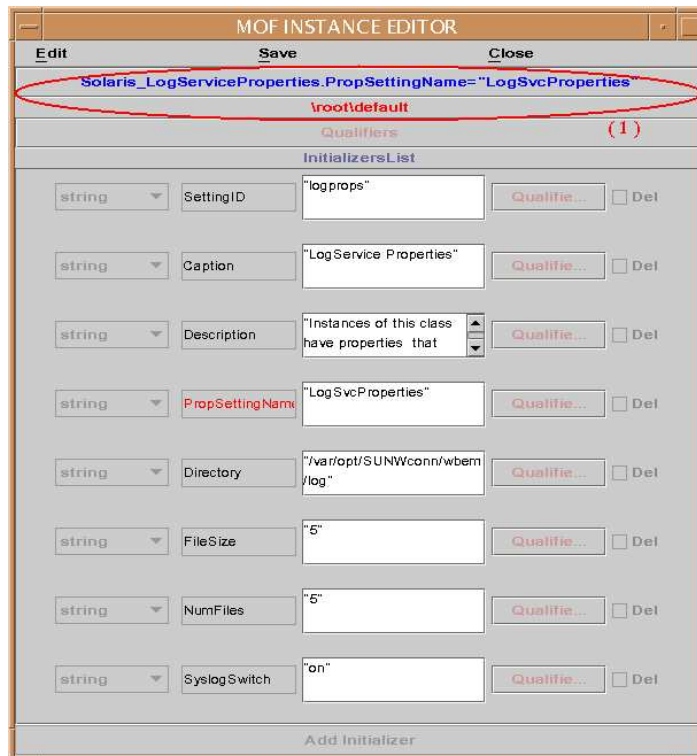 MOF INSTANCE EDITOR
Edit Save Close
Solaris_LogServiceProperties.PropSettingName="LogSvcProperties"
\root\default
Qualifiers (1)
InitializersList
string SettingID "logprops" Qualifie... Del
string Caption "LogService Properties" Qualifie... Del
string Description "Instances of this class Qualifie... Del
have properties that
string PropSettingName "LogSvcProperties" Qualifie... Del
string Directory "/var/opt/SUNWconn/wbem Qualifie... Del
/log"
string FileSize "5" Qualifie... Del
string NumFiles "5" Qualifie... Del
string SyslogSwitch "on" Qualifie... Del
Add Initializer